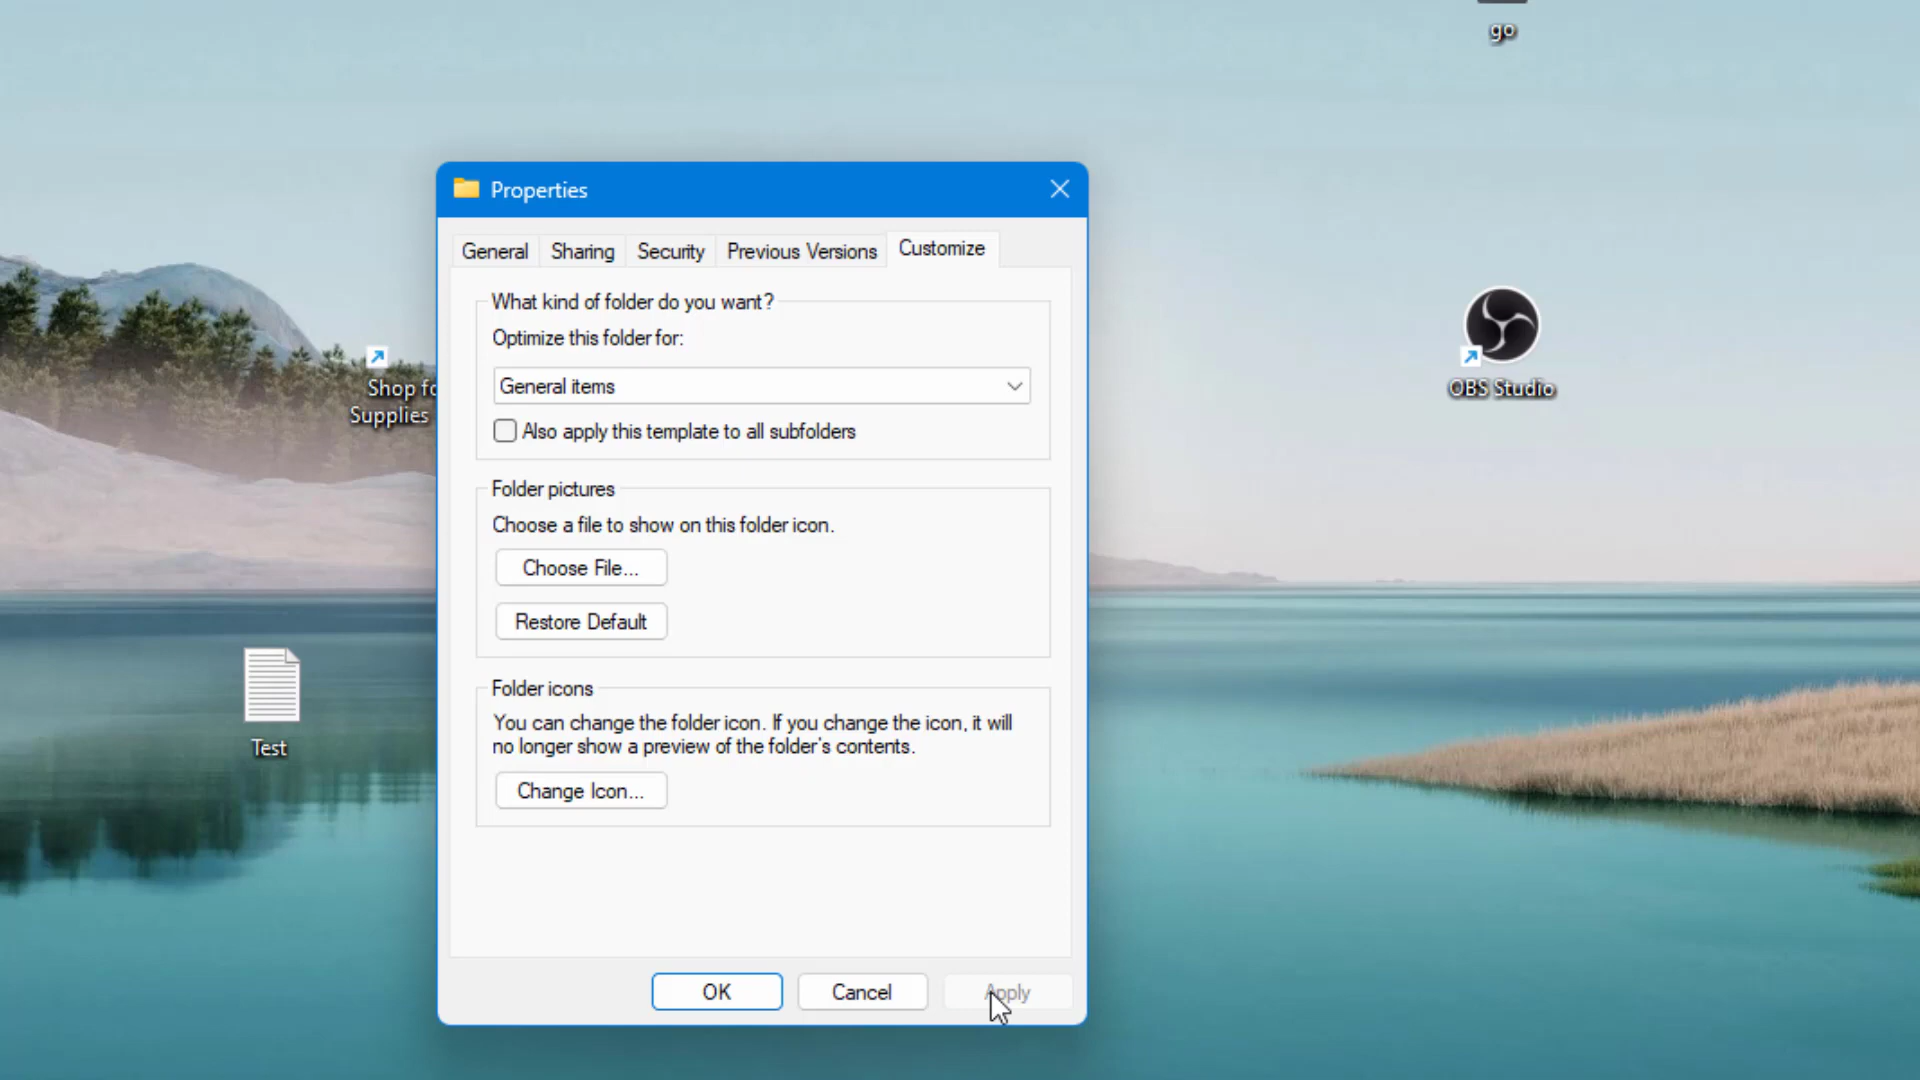 go
Properties
General Sharing Security Previous Versions Customize
What kind of folder do you want?
Optimize this folder for:
General items
Also apply this template to all subfolders
Folder pictures
Choose a file to show on this folder icon.
Choose File...
Restore Default
Folder icons
You can change the folder icon. If you change the icon, it will
no longer show a preview of the folder's contents.
Change Icon...
OK Cancel Apply
Shop
Supplies
Test
OBS Studio